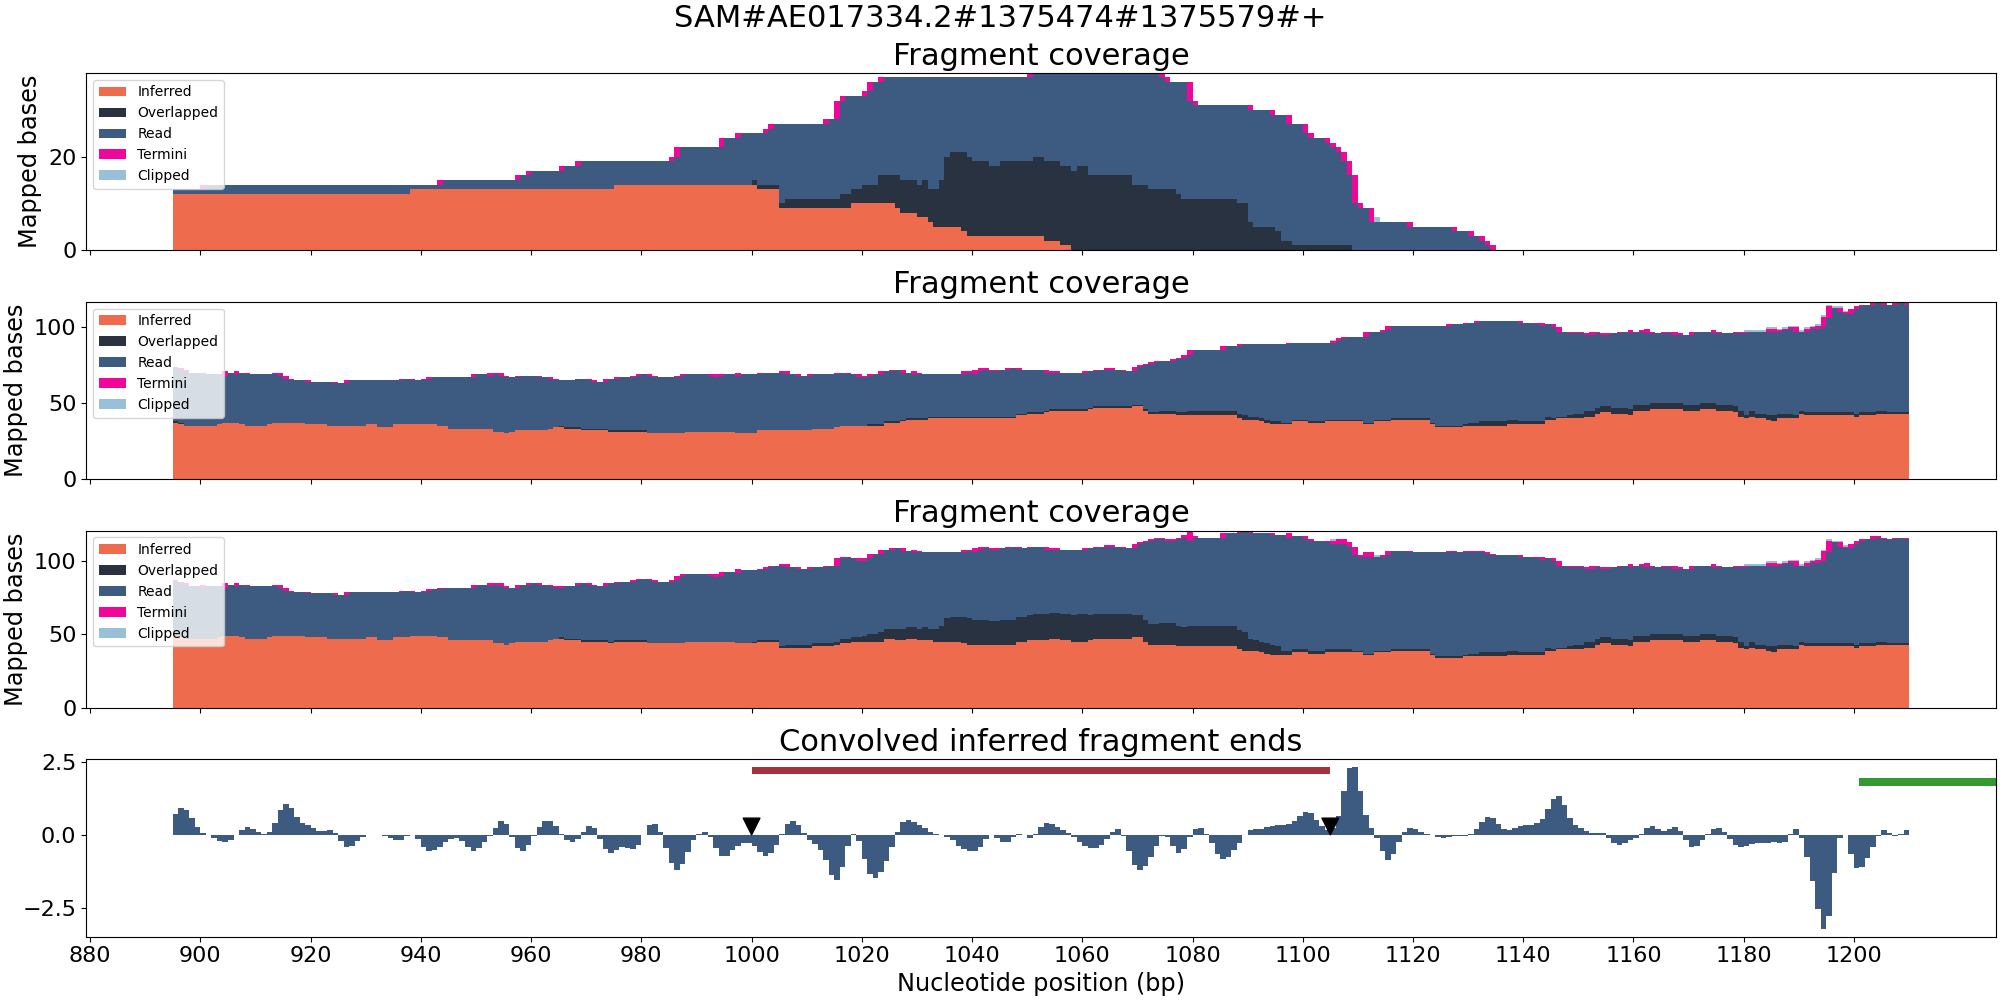 SAM#AE017334.2#1375474#1375579#+
Fragment coverage
Mapped bases
20
0
Inferred
Overlapped
Read
Termini
Clipped
Fragment coverage
Mapped bases
100
50
0
Inferred
Overlapped
Read
Termini
Clipped
Fragment coverage
Mapped bases
100
50
0
Inferred
Overlapped
Read
Termini
Clipped
Convolved inferred fragment ends
2.5
0.0
−2.5
880 900 920 940 960 980 1000 1020 1040 1060 1080 1100 1120 1140 1160 1180 1200
Nucleotide position (bp)